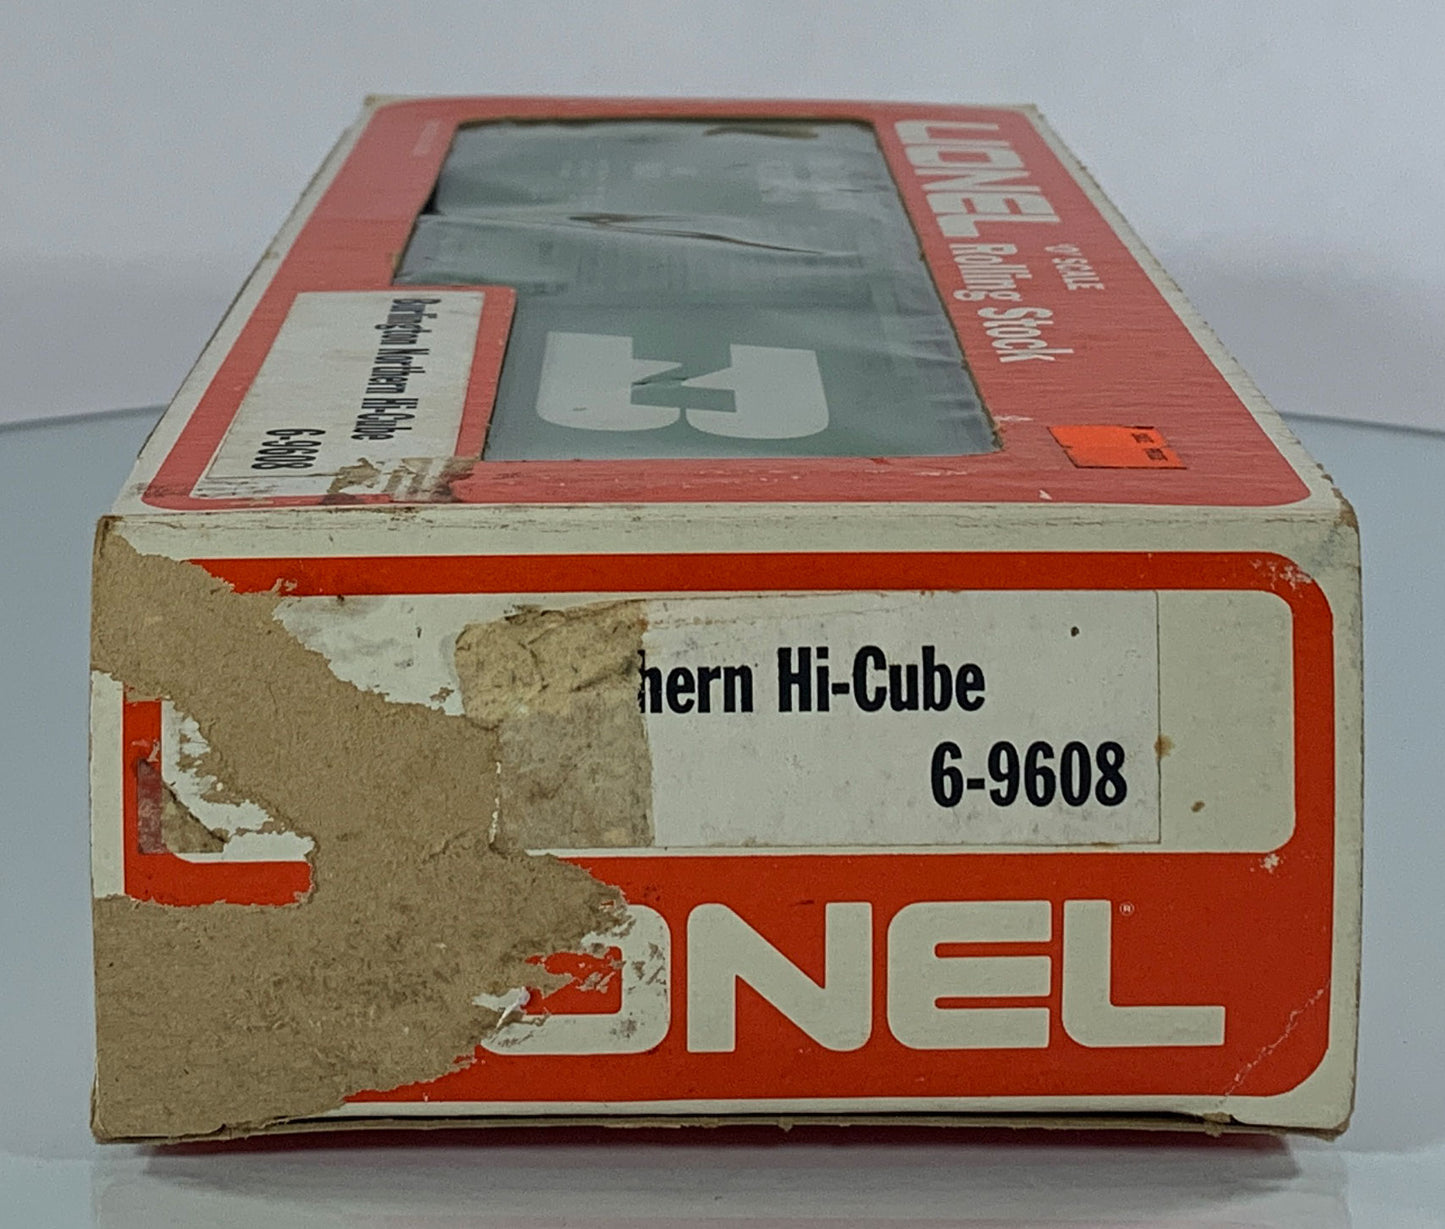 LIONEL
"O" SCALE
Rolling Stock
Burlington Northern Hi-Cube
6-9608
hern Hi-Cube
6-9608
ONEL®